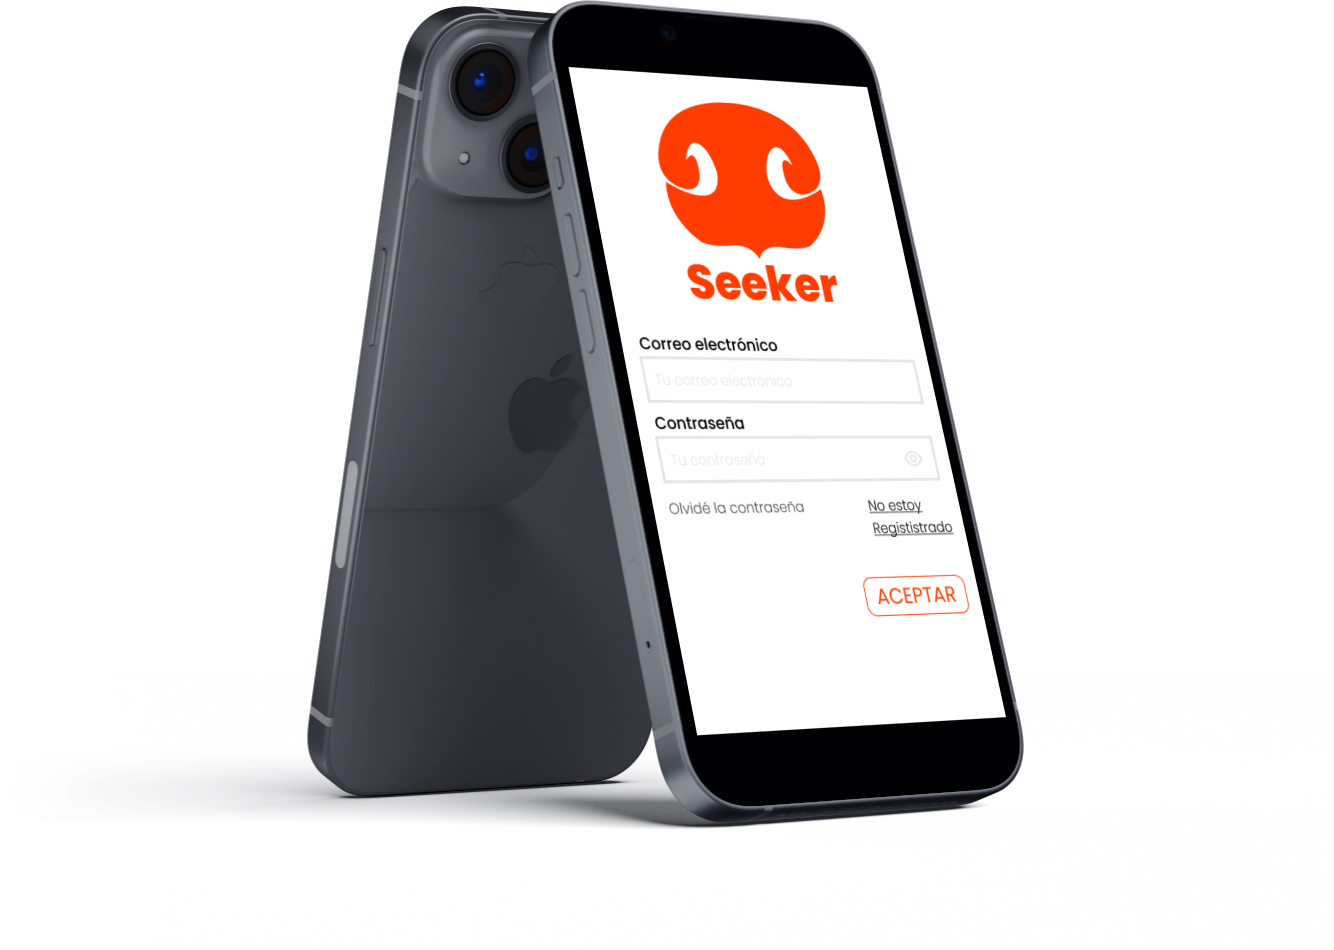 Seeker
Correo electrónico
Tu correo electrónico
Contraseña
Tu contraseña
Olvidé la contraseña
No estoy
Regististrado
ACEPTAR